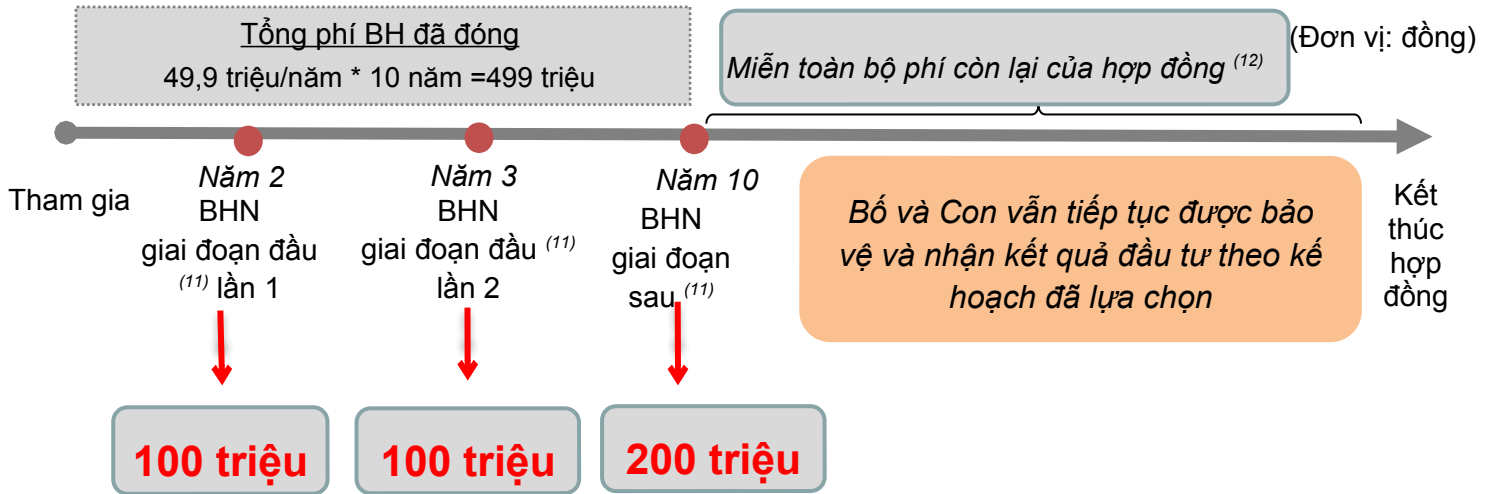 Tổng phí BH đã đóng
49,9 triệu/năm * 10 năm =499 triệu
(Đơn vị: đồng)
Miễn toàn bộ phí còn lại của hợp đồng (12)
Tham gia
Năm 2
BHN
giai đoạn đầu
(11) lần 1
Năm 3
BHN
giai đoạn đầu (11)
lần 2
Năm 10
BHN
giai đoạn
sau (11)
Bố và Con vẫn tiếp tục được bảo
vệ và nhận kết quả đầu tư theo kế
hoạch đã lựa chọn
Kết
thúc
hợp
đồng
100 triệu
100 triệu
200 triệu